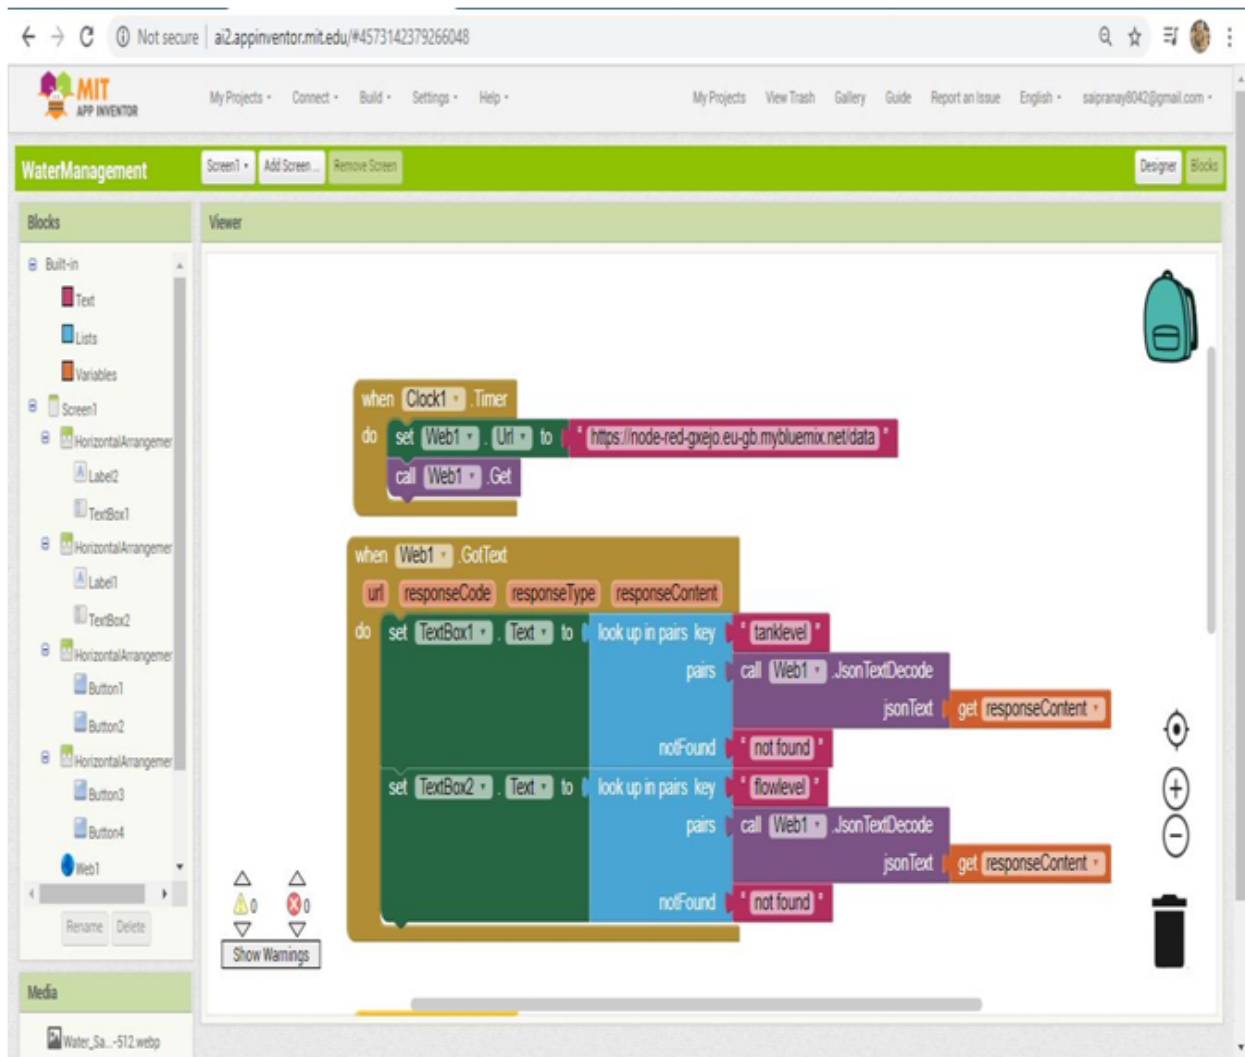 Not secure | ai2.appinventor.mit.edu/#4573142379266048
MIT
APP INVENTOR
My Projects Connect Build Settings Help My Projects View Trash Gallery Guide Report an Issue English saipranay8042@gmail.com
WaterManagement Screen1 Add Screen... Remove Screen Designer Blocks
Blocks Viewer
Built-in
Text
Lists
Variables
Screen1
HorizontalArrangemer
Label2
TextBox1
HorizontalArrangemer
Label1
TextBox2
HorizontalArrangemer
Button1
Button2
HorizontalArrangemer
Button3
Button4
Web1
Rename Delete
Media
Water_Sa...-512.webp
when Clock1 .Timer
do set Web1 . Url to " https://node-red-gxejo.eu-gb.mybluemix.net/data "
call Web1 .Get
when Web1 .GotText
url responseCode responseType responseContent
do set TextBox1 . Text to look up in pairs key " tanklevel "
pairs call Web1 .JsonTextDecode
jsonText get responseContent
notFound " not found "
set TextBox2 . Text to look up in pairs key " flowlevel "
pairs call Web1 .JsonTextDecode
jsonText get responseContent
notFound " not found "
0 0
Show Warnings